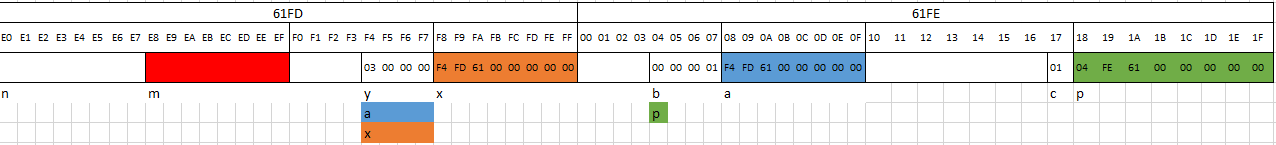 61FD 61FE
E0 E1 E2 E3 E4 E5 E6 E7 E8 E9 EA EB EC ED EE EF F0 F1 F2 F3 F4 F5 F6 F7 F8 F9 FA FB FC FD FE FF 00 01 02 03 04 05 06 07 08 09 0A 0B 0C 0D 0E 0F 10 11 12 13 14 15 16 17 18 19 1A 1B 1C 1D 1E 1F
03 00 00 00 F4 FD 61 00 00 00 00 00 00 00 00 01 F4 FD 61 00 00 00 00 00 01 04 FE 61 00 00 00 00 00
n m y x b a c p
a p
x